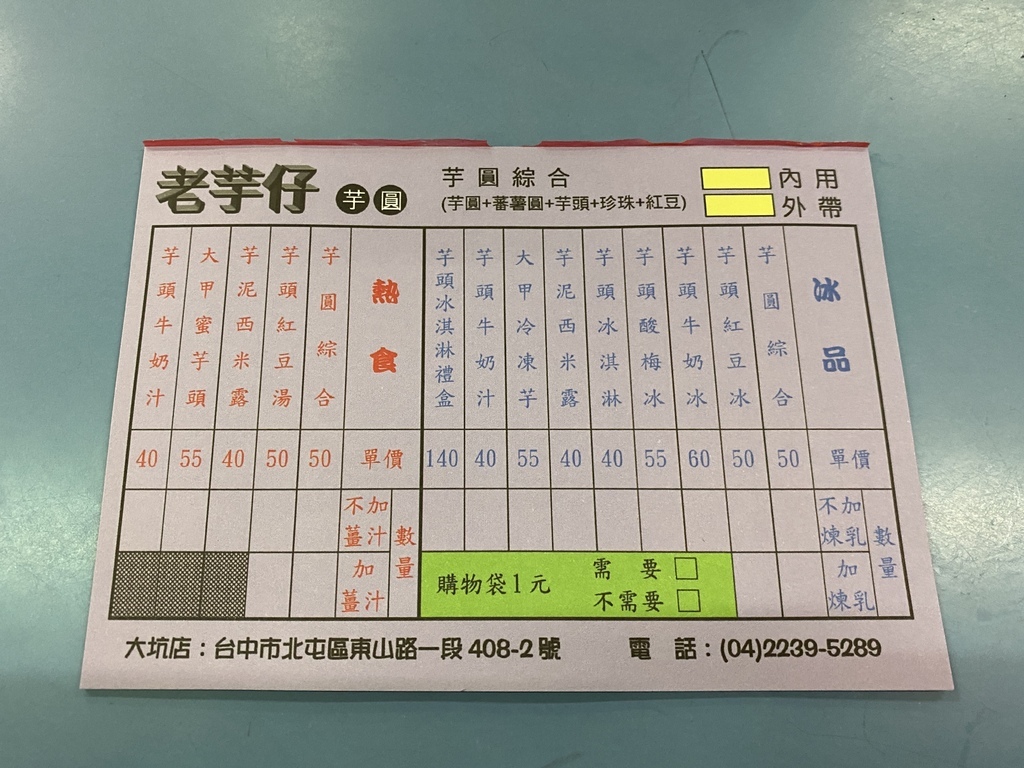 老芋仔 芋圓
芋圓綜合
(芋圓+蕃薯圓+芋頭+珍珠+紅豆)
內用
外帶
冰品
芋圓綜合
芋頭紅豆冰
芋頭牛奶冰
芋頭酸梅冰
芋頭冰淇淋
芋泥西米露
大甲冷凍芋
芋頭牛奶汁
芋頭冰淇淋禮盒
單價
50
50
60
55
40
40
55
40
140
數量
不加煉乳
加煉乳
熱食
芋圓綜合
芋頭紅豆湯
芋泥西米露
大甲蜜芋頭
芋頭牛奶汁
單價
50
50
40
55
40
數量
不加薑汁
加薑汁
購物袋1元
需要 □
不需要 □
大坑店：台中市北屯區東山路一段408-2號
電話：(04)2239-5289